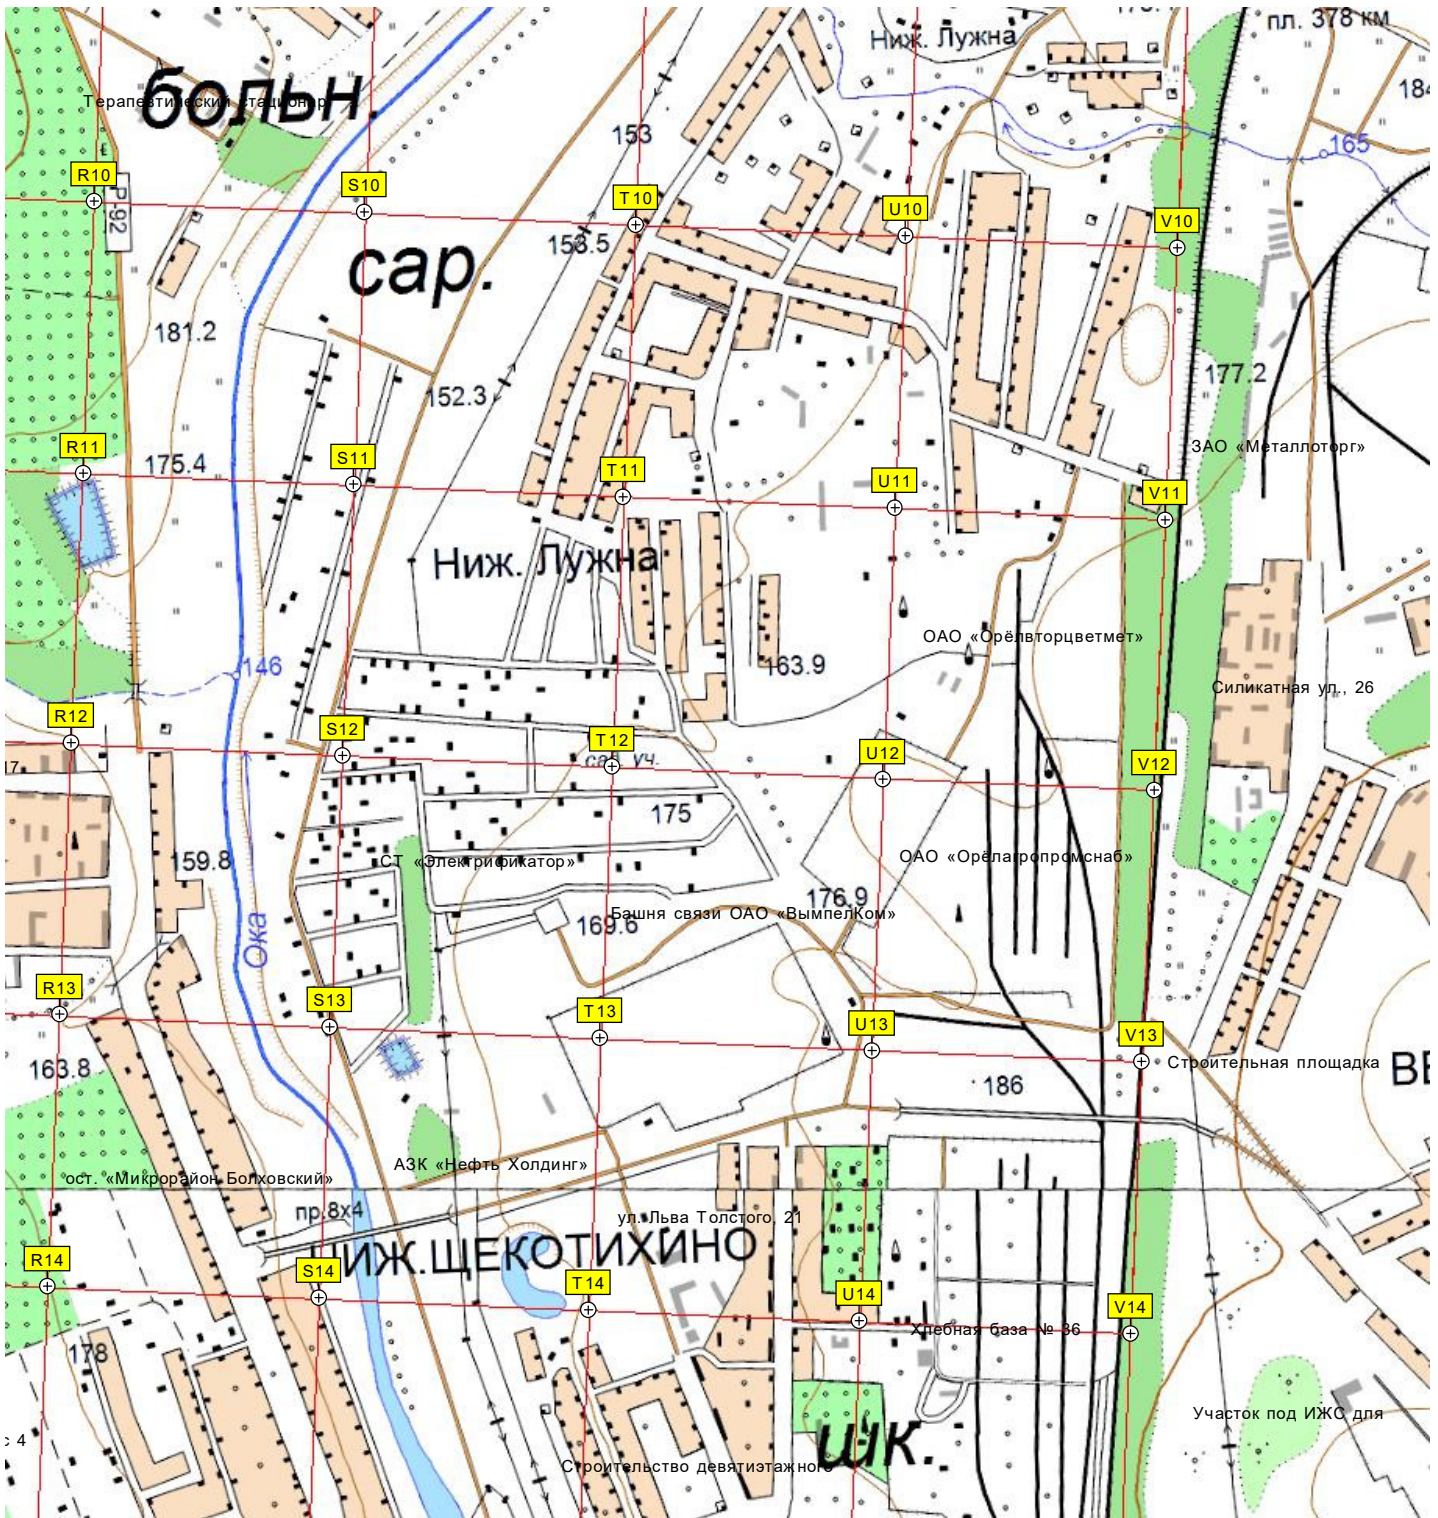 пл. 378 км
Ниж. Лужна
184
больн.
Терапевтический стационар
153
165
R10
S10
T10
U10
V10
Р-92
153.5
сар.
181.2
177.2
152.3
ЗАО «Металлоторг»
R11
175.4
S11
T11
U11
V11
Ниж. Лужна
ОАО «Орёлвторцветмет»
146
163.9
Силикатная ул., 26
R12
S12
T12
U12
V12
сад. уч.
17.
175
159.8
СТ «Электрификатор»
ОАО «Орёлагропромснаб»
176.9
Башня связи ОАО «ВымпелКом»
169.6
Ока
R13
S13
T13
U13
V13
163.8
Строительная площадка
186
АЗК «Нефть Холдинг»
ост. «Микрорайон Болховский»
пр.8х4
ул. Льва Толстого, 21
НИЖ.ЩЕКОТИХИНО
R14
S14
T14
U14
V14
Хлебная база № 36
178
Участок под ИЖС для
с 4
шк.
Строительство девятиэтажного